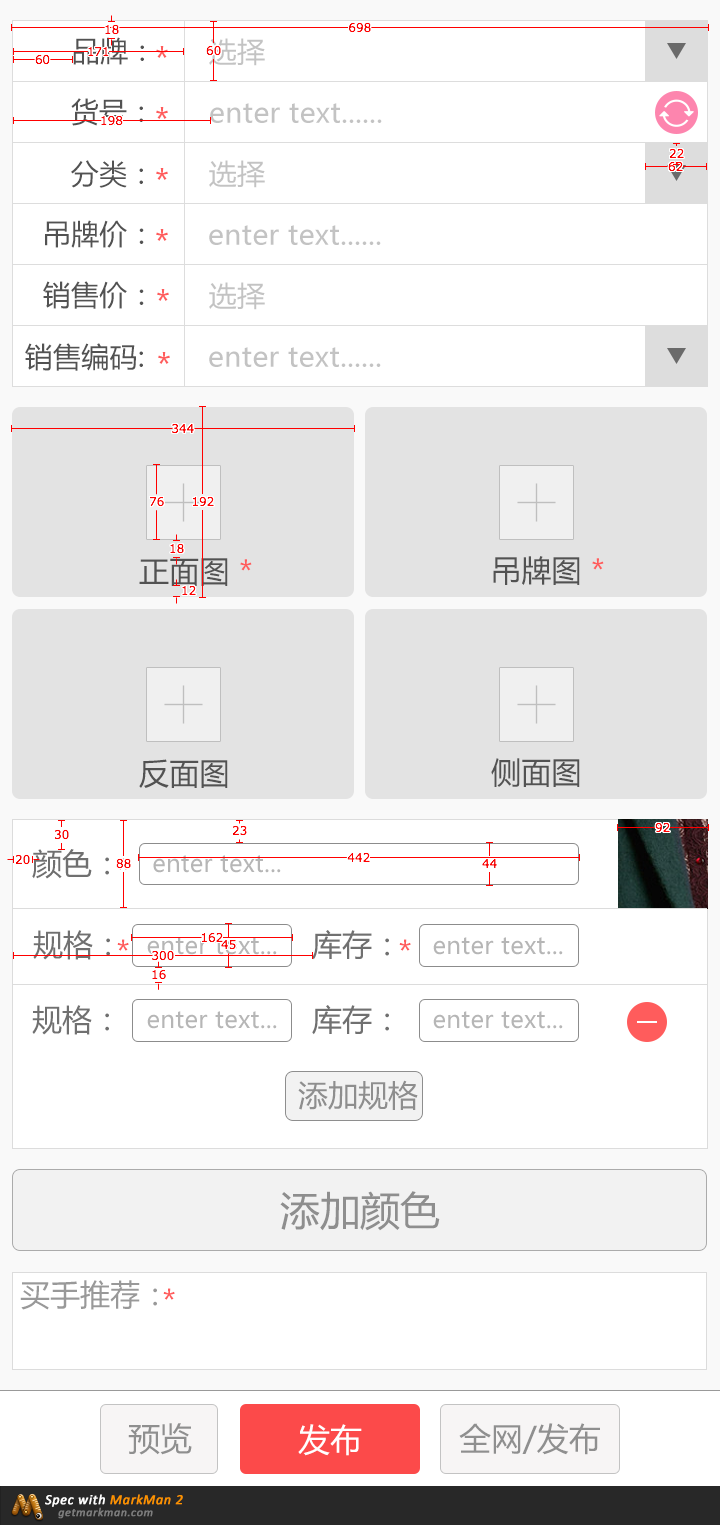 18
698
品牌：* 选择
171
60
60
货号：* enter text......
198
分类：* 选择
22
62
吊牌价：* enter text......
销售价：* 选择
销售编码: * enter text......
344
76
192
18
正面图 *
12
吊牌图 *
反面图
侧面图
30
23
92
20
颜色：
88
enter text...
442
44
规格：* enter text... 库存：* enter text...
162
45
300
16
规格： enter text... 库存： enter text...
添加规格
添加颜色
买手推荐：*
预览 发布 全网/发布
Spec with MarkMan 2
getmarkman.com